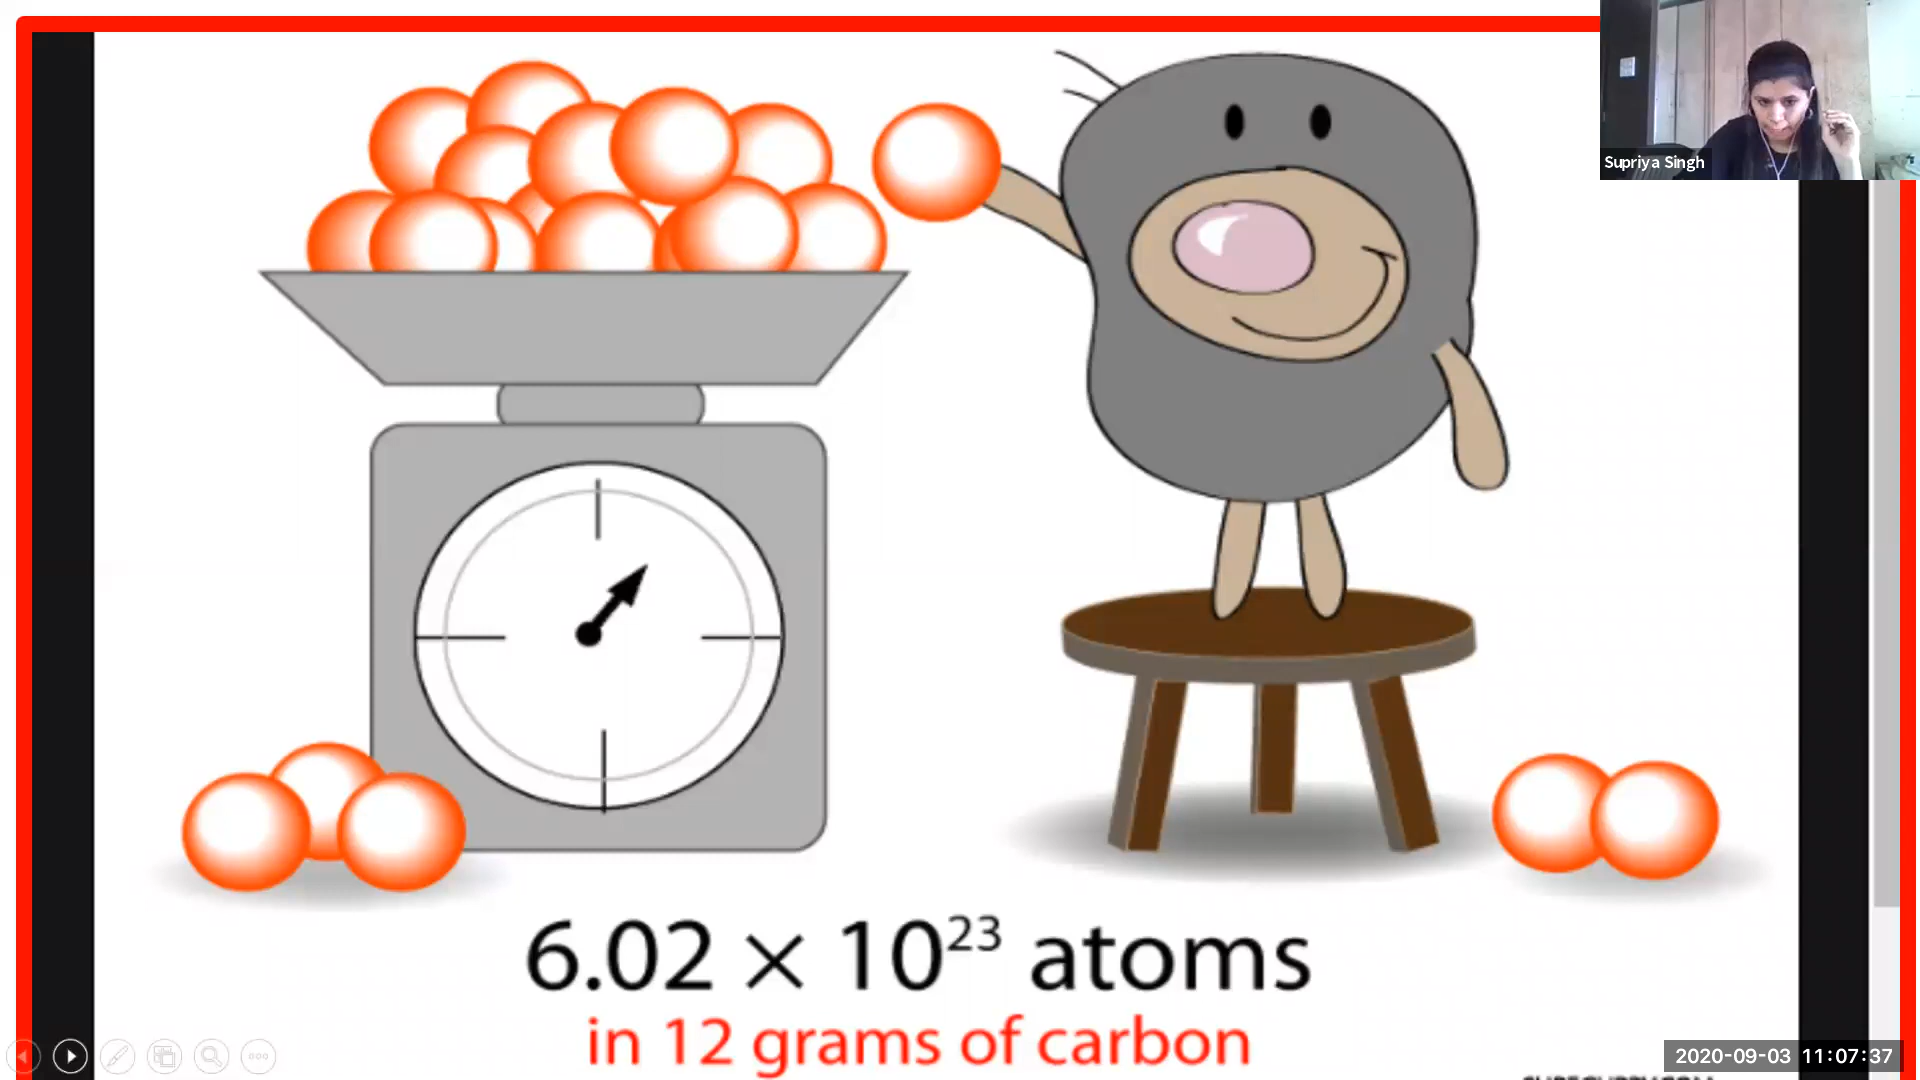 Supriya Singh
6.02 × 10²³ atoms
in 12 grams of carbon
2020-09-03 11:07:37